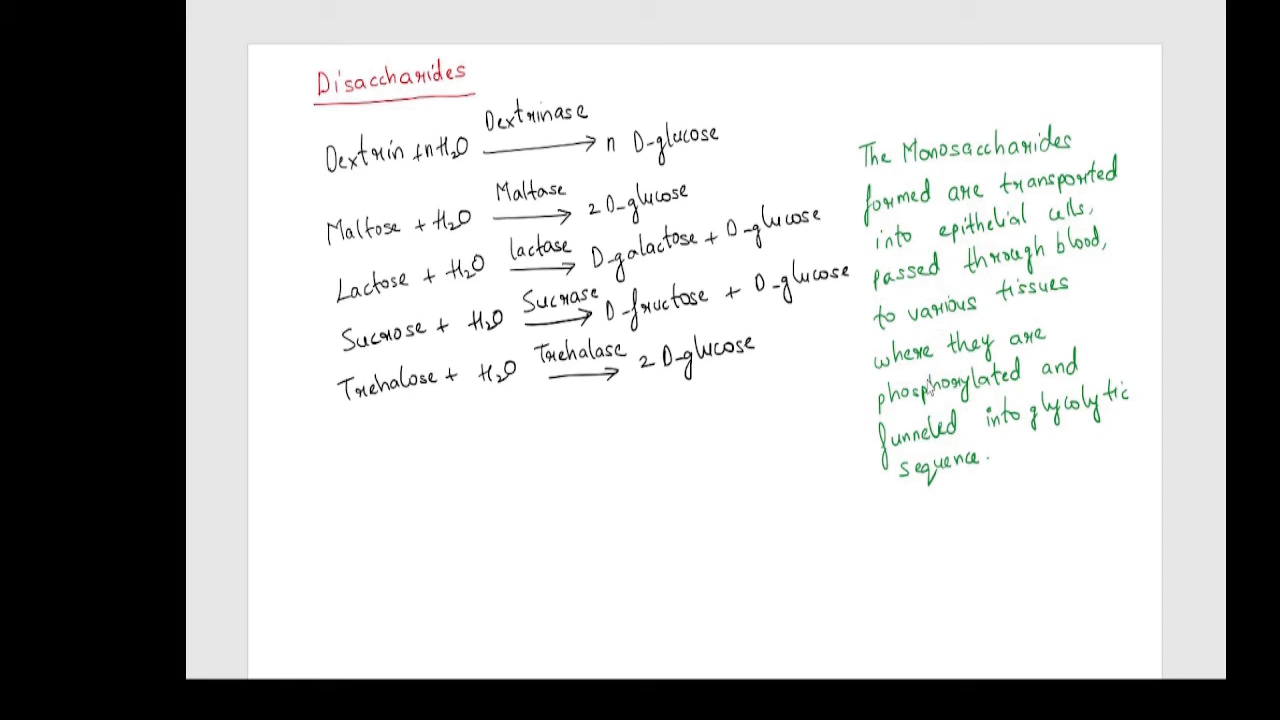 Disaccharides
Dextrin + nH2O Dextrinase → n D-glucose
Maltose + H2O Maltase → 2 D-glucose
Lactose + H2O lactase → D-galactose + D-glucose
Sucrose + H2O Sucrase → D-fructose + D-glucose
Trehalose + H2O Trehalase → 2 D-glucose
The Monosaccharides
formed are transported
into epithelial cells,
passed through blood,
to various tissues
where they are
phosphorylated and
funneled into glycolytic
sequence.